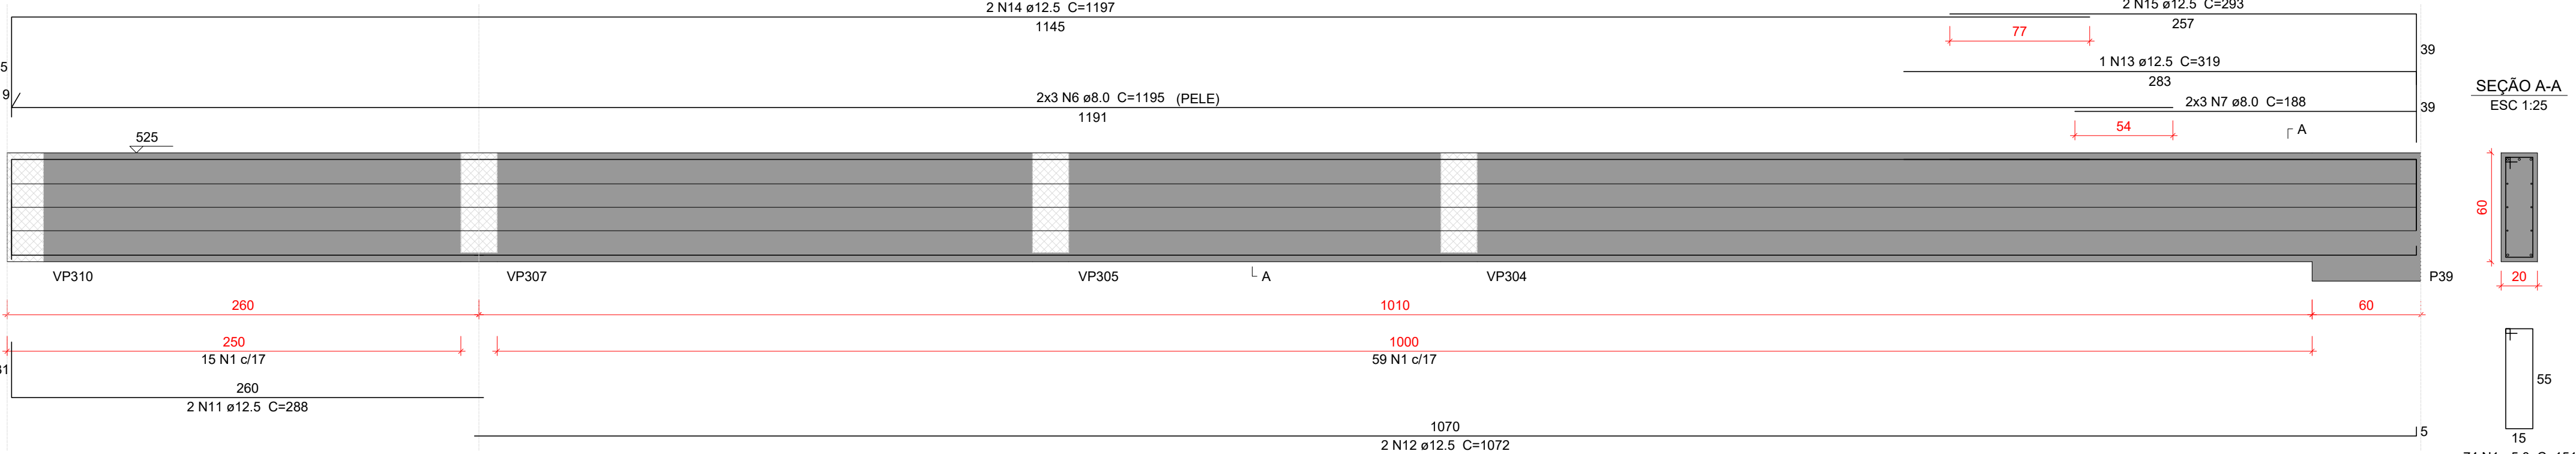 2 N14 ø12.5 C=1197
1145
2 N15 ø12.5 C=293
257
77
39
5
1 N13 ø12.5 C=319
283
9
2x3 N6 ø8.0 C=1195 (PELE)
1191
2x3 N7 ø8.0 C=188
39
54
A
SEÇÃO A-A
ESC 1:25
525
60
20
VP310
VP307
VP305
A
VP304
P39
260
1010
60
250
15 N1 c/17
1000
59 N1 c/17
260
2 N11 ø12.5 C=288
1070
2 N12 ø12.5 C=1072
5
55
15